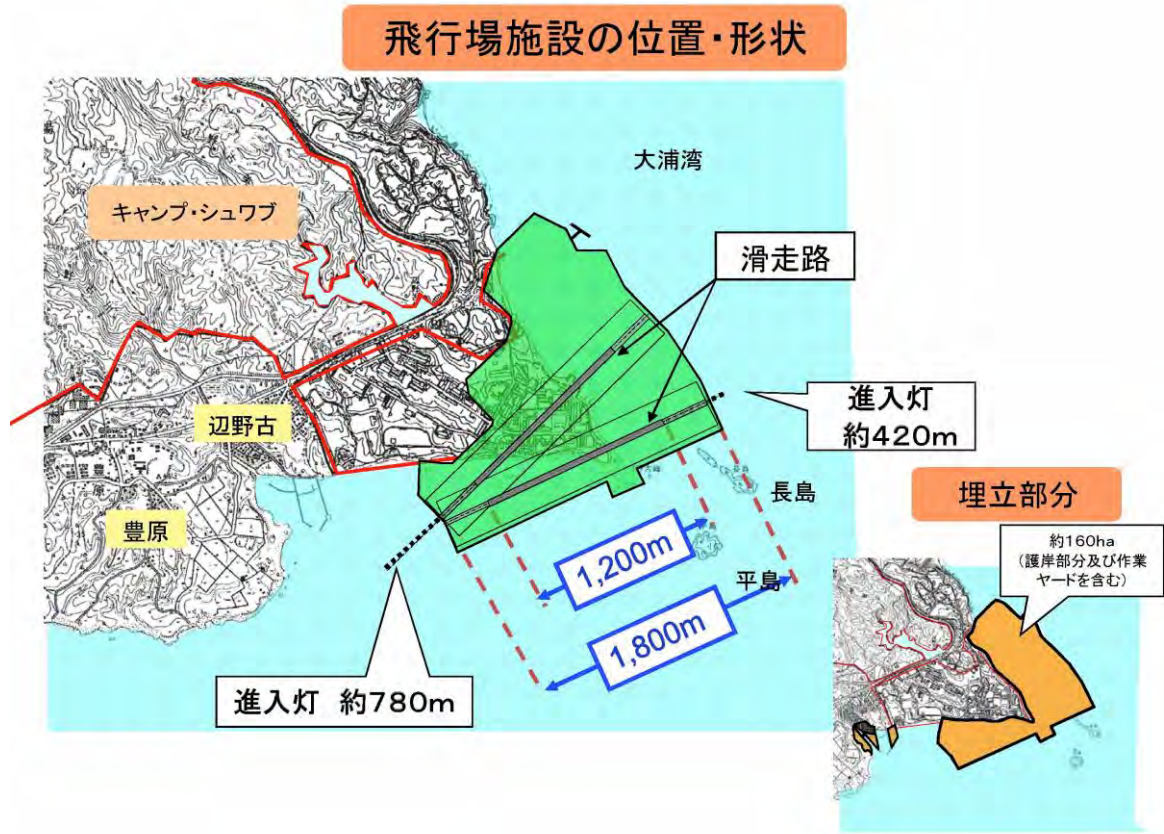 飛行場施設の位置・形状
大浦湾
キャンプ・シュワブ
滑走路
進入灯
約420m
辺野古
長島
豊原
1,200m
平島
1,800m
進入灯 約780m
埋立部分
約160ha
(護岸部分及び作業
ヤードを含む)